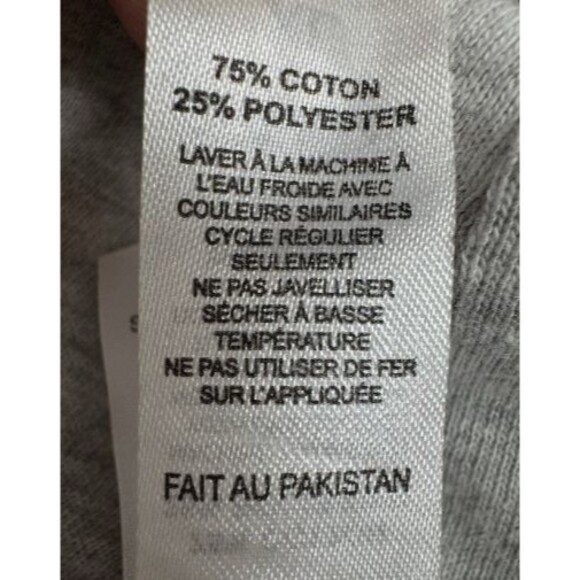 75% COTON
25% POLYESTER
LAVER À LA MACHINE À
L'EAU FROIDE AVEC
COULEURS SIMILAIRES
CYCLE RÉGULIER
SEULEMENT
NE PAS JAVELLISER
SÉCHER À BASSE
TEMPÉRATURE
NE PAS UTILISER DE FER
SUR L'APPLIQUÉE
FAIT AU PAKISTAN